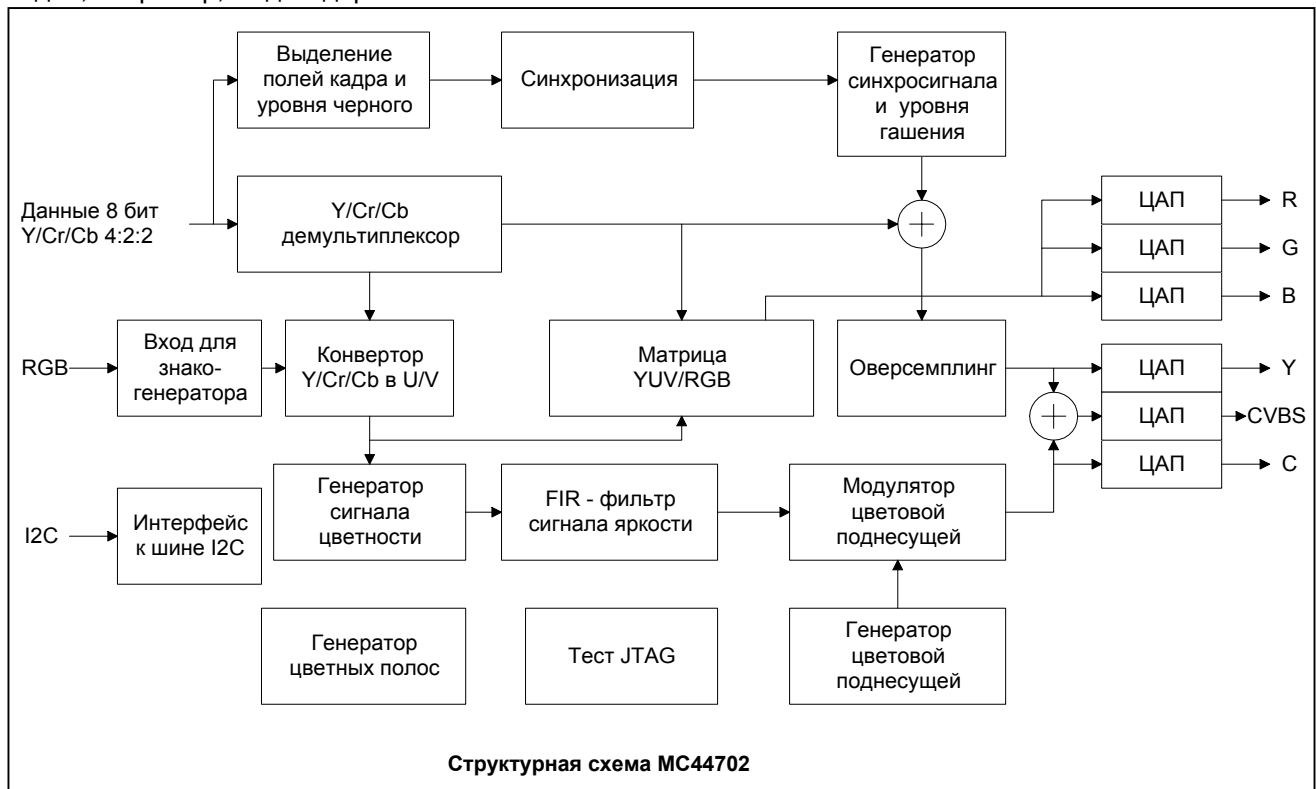 Выделение
полей кадра и
уровня черного
Синхронизация
Генератор
синхросигнала
и уровня
гашения
Данные 8 бит
Y/Cr/Cb 4:2:2
Y/Cr/Cb
демультиплексор
ЦАП
R
ЦАП
G
ЦАП
B
RGB
Вход для
знако-
генератора
Конвертор
Y/Cr/Cb в U/V
Матрица
YUV/RGB
Оверсемплинг
ЦАП
Y
ЦАП
CVBS
ЦАП
C
I2C
Интерфейс
к шине I2C
Генератор
сигнала
цветности
FIR - фильтр
сигнала яркости
Модулятор
цветовой
поднесущей
Генератор
цветных полос
Тест JTAG
Генератор
цветовой
поднесущей
Структурная схема MC44702